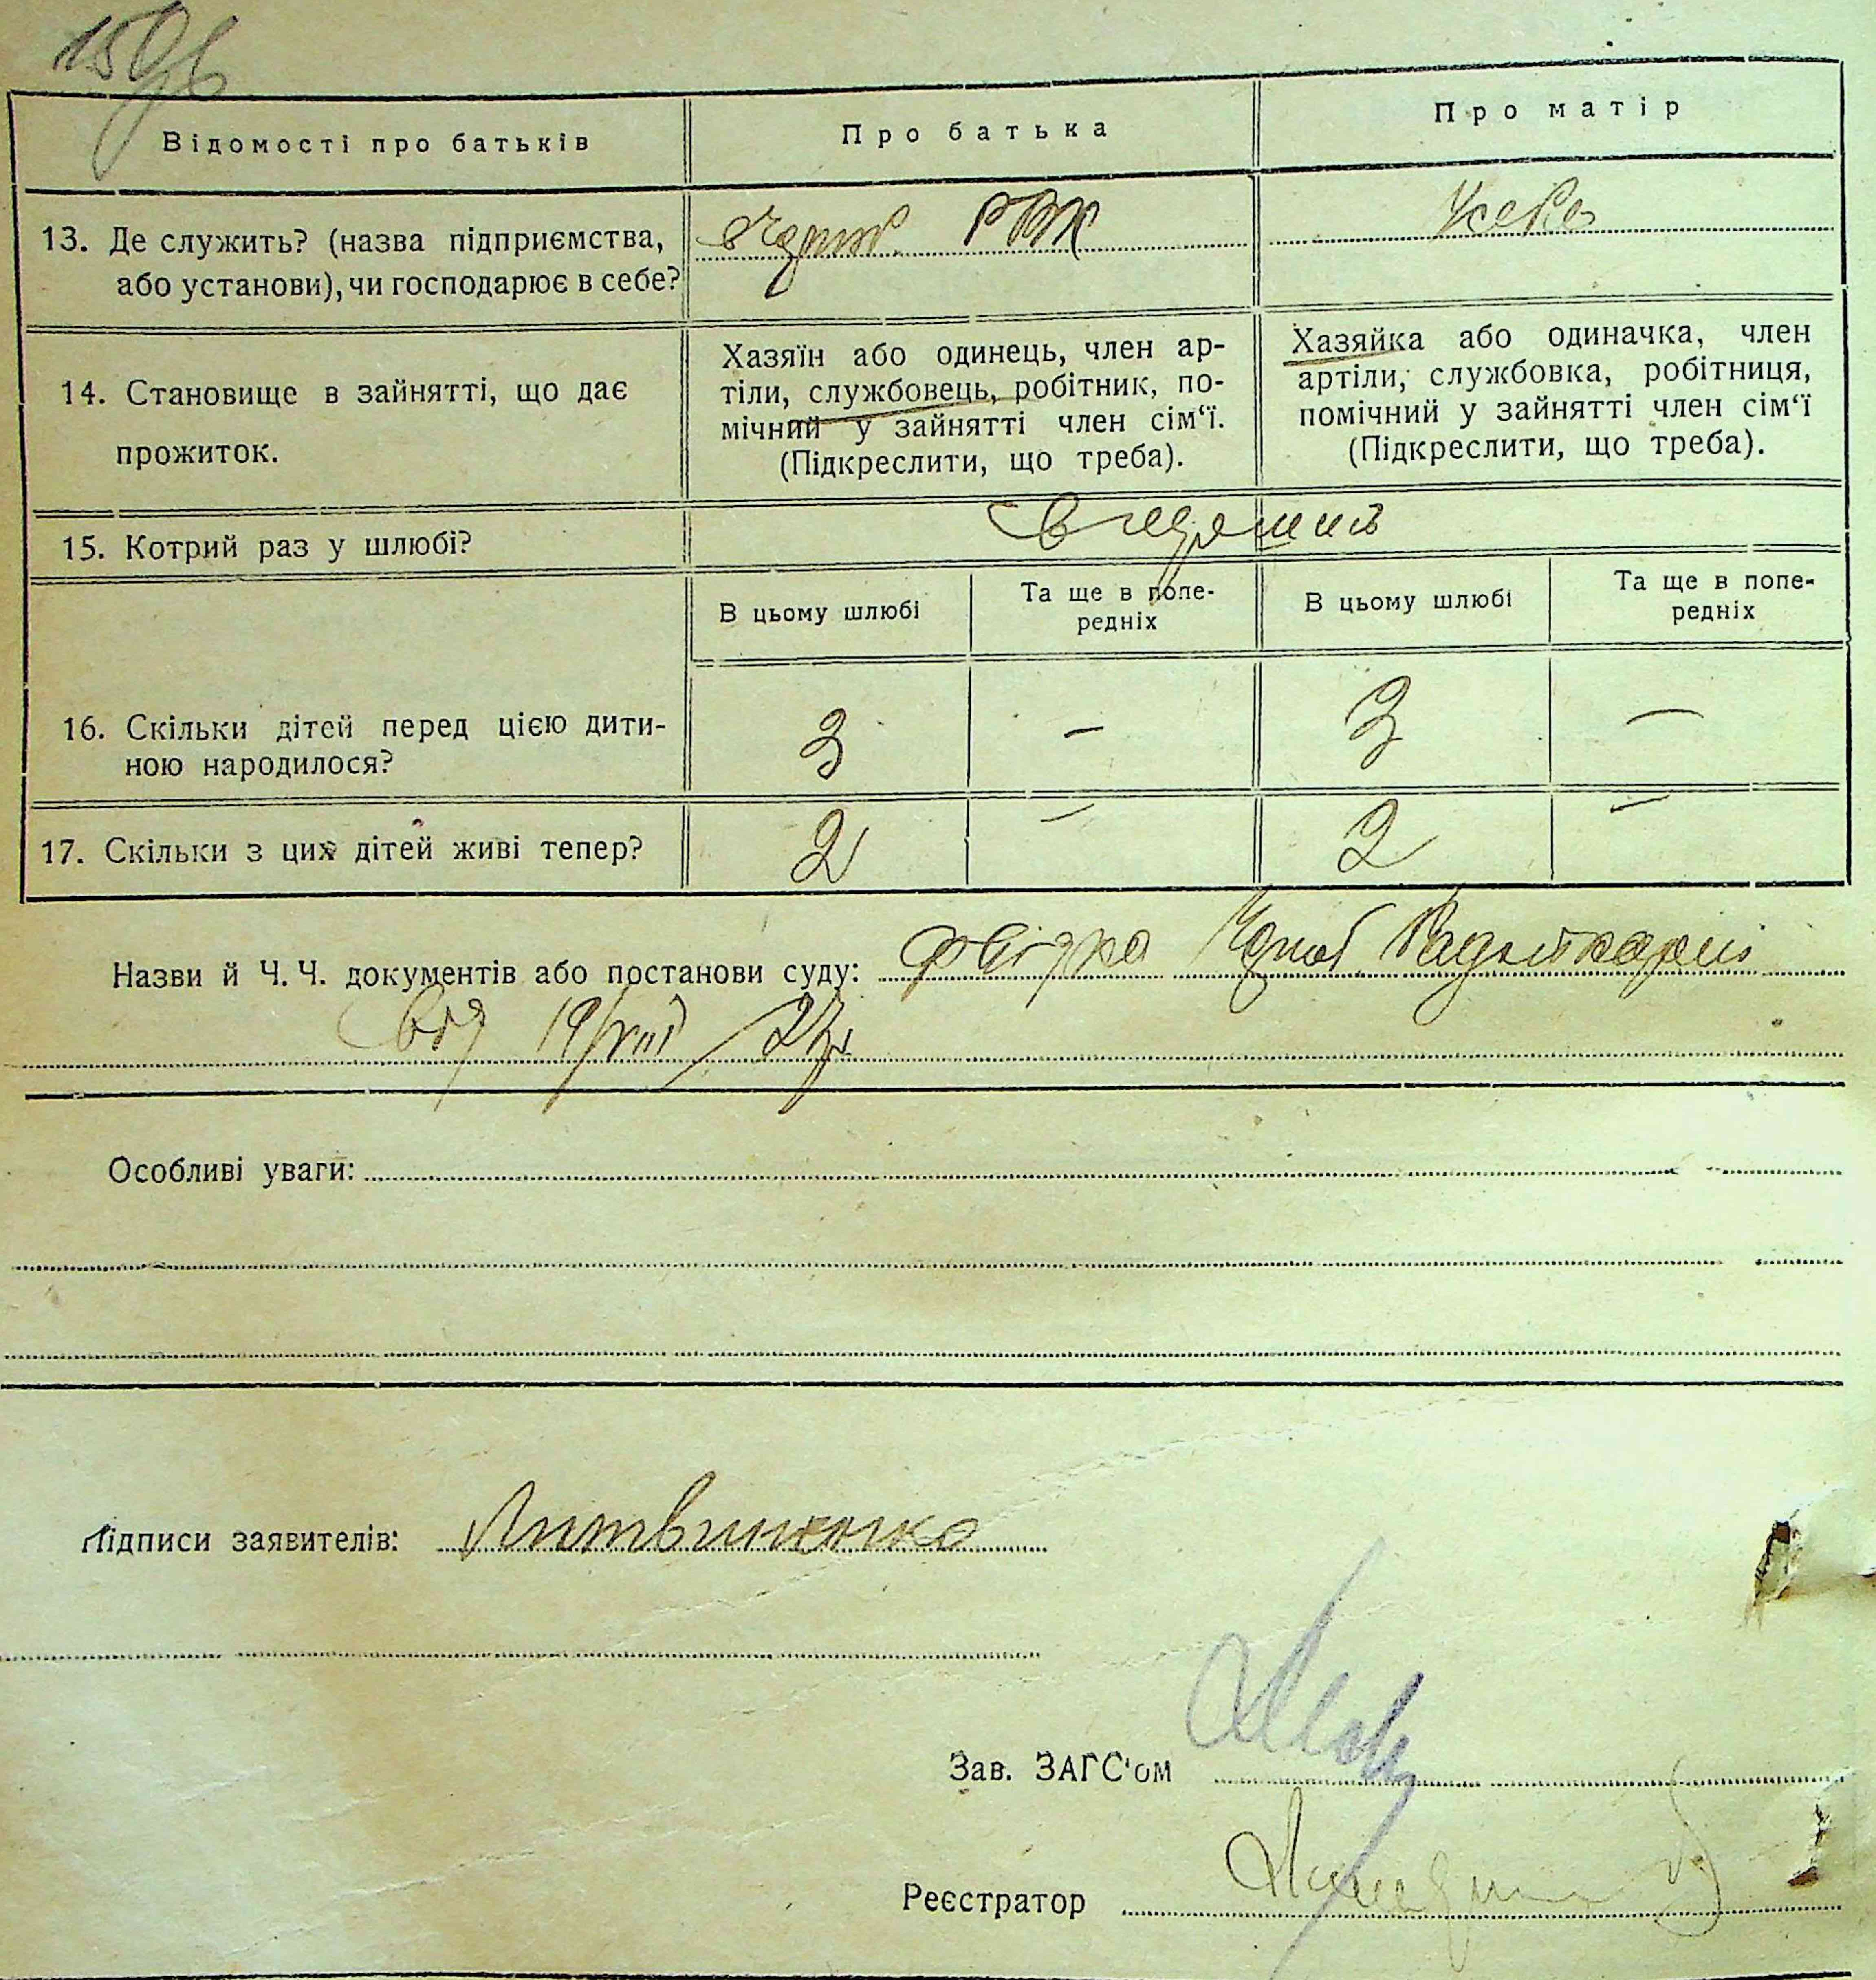 Відомості про батьків
Про батька
Про матір
13. Де служить? (назва підприємства,
або установи), чи господарює в себе?
РВК
14. Становище в зайнятті, що дає
прожиток.
Хазяїн або одинець, член ар-
тіли, службовець, робітник, по-
мічний у зайнятті член сім‘ї.
(Підкреслити, що треба).
Хазяйка або одиначка, член
артіли, службовка, робітниця,
помічний у зайнятті член сім‘ї
(Підкреслити, що треба).
15. Котрий раз у шлюбі?
В цьому шлюбі
Та ще в попе-
редніх
В цьому шлюбі
Та ще в попе-
редніх
16. Скільки дітей перед цією дити-
ною народилося?
3 — 3 —
17. Скільки з цих дітей живі тепер?
2 — 2 —
Назви й Ч. Ч. документів або постанови суду:
від 19/VIII
Особливі уваги:
Підписи заявителів: Литвиненко
Зав. ЗАГС'ом
Реєстратор